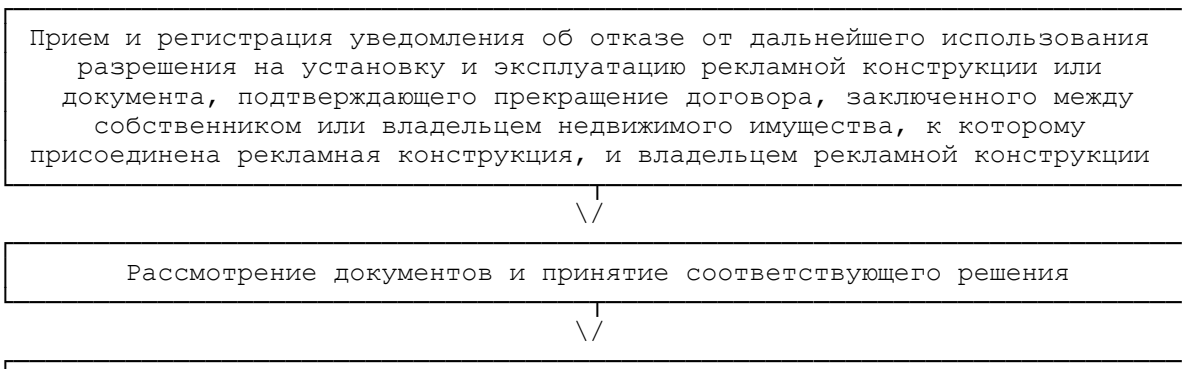 Прием и регистрация уведомления об отказе от дальнейшего использования
разрешения на установку и эксплуатацию рекламной конструкции или
документа, подтверждающего прекращение договора, заключенного между
собственником или владельцем недвижимого имущества, к которому
присоединена рекламная конструкция, и владельцем рекламной конструкции
Рассмотрение документов и принятие соответствующего решения